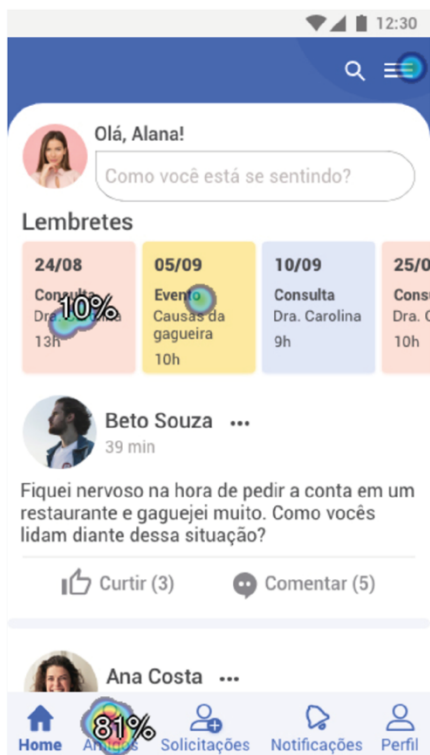 12:30
Olá, Alana!
Como você está se sentindo?
Lembretes
24/08
05/09
10/09
25/0
Consulta
10%
13h
Evento
Causas da
gagueira
10h
Consulta
Dra. Carolina
9h
Cons
Dra. C
10h
Beto Souza
39 min
Fiquei nervoso na hora de pedir a conta em um
restaurante e gaguejei muito. Como vocês
lidam diante dessa situação?
Curtir (3)
Comentar (5)
Ana Costa
81%
Home
Amigos
Solicitações
Notificações
Perfil